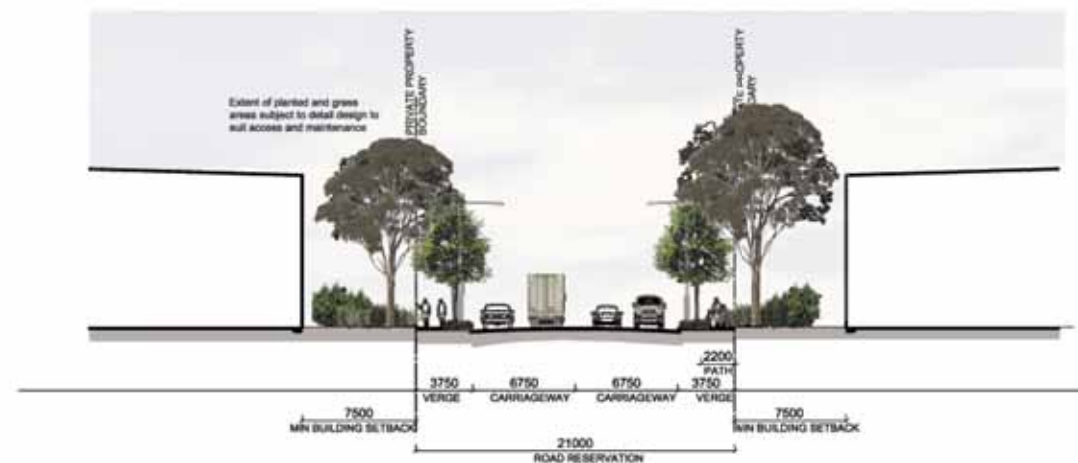 PRIVATE PROPERTY
BOUNDARY
PROPERTY
Extent of planted and grass
areas subject to detail design to
suit access and maintenance
2200
PATH
3750
6750
6750
3750
VERGE
CARRIAGEWAY
CARRIAGEWAY
VERGE
7500
7500
MIN BUILDING SETBACK
MIN BUILDING SETBACK
21000
ROAD RESERVATION